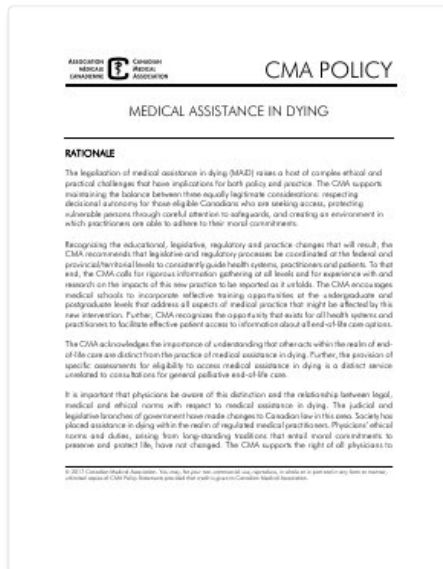 ASSOCIATION MÉDICALE CANADIENNE
CANADIAN MEDICAL ASSOCIATION
CMA POLICY
MEDICAL ASSISTANCE IN DYING
RATIONALE
The legalization of medical assistance in dying (MAiD) raises a host of complex ethical and
practical challenges that have implications for both policy and practice. The CMA supports
maintaining the balance between three equally legitimate considerations: respecting
decisional autonomy for those eligible Canadians who are seeking access, protecting
vulnerable persons through careful attention to safeguards, and creating an environment in
which practitioners are able to adhere to their moral commitments.
Recognizing the educational, legislative, regulatory and practice changes that will result, the
CMA recommends that legislative and regulatory processes be coordinated at the federal and
provincial/territorial levels to consistently guide health systems, practitioners and patients. To that
end, the CMA calls for rigorous information gathering at all levels and for experience with and
research on the impacts of this new practice to be reported as it unfolds. The CMA encourages
medical schools to incorporate reflective training opportunities at the undergraduate and
postgraduate levels that address all aspects of medical practice that might be affected by this
new intervention. Further, CMA recognizes the opportunity that exists for all health systems and
practitioners to facilitate effective patient access to information about all end-of-life care options.
The CMA acknowledges the importance of understanding that other acts within the realm of end-
of-life care are distinct from the practice of medical assistance in dying. Further, the provision of
specific assessments for eligibility to access medical assistance in dying is a distinct service
unrelated to consultations for general palliative end-of-life care.
It is important that physicians be aware of this distinction and the relationship between legal,
medical and ethical norms with respect to medical assistance in dying. The judicial and
legislative branches of government have made changes to Canadian law in this area. Society has
placed assistance in dying within the realm of regulated medical practitioners. Physicians' ethical
norms and duties, arising from long-standing traditions that entail moral commitments to
preserve and protect life, have not changed. The CMA supports the right of all physicians to
© 2017 Canadian Medical Association. You may, for your non-commercial use, reproduce, in whole or in part and in any form or manner,
unlimited copies of CMA Policy Statements provided that credit is given to Canadian Medical Association.